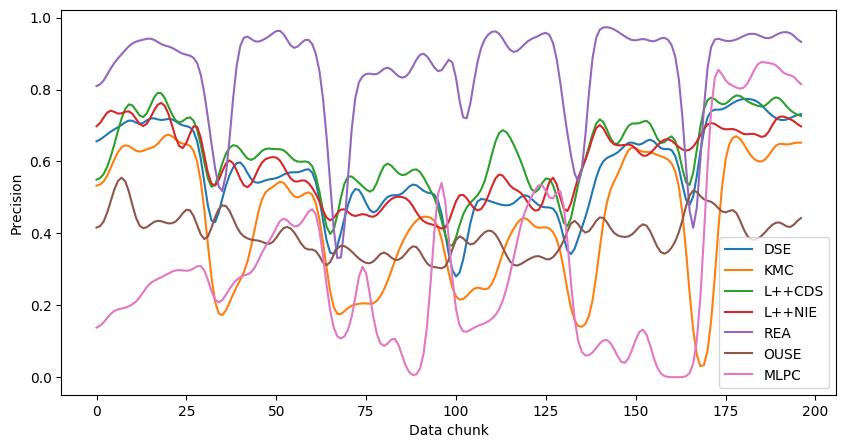 1.0
0.8
0.6
0.4
0.2
0.0
Precision
0
25
50
75
100
125
150
175
200
Data chunk
DSE
KMC
L++CDS
L++NIE
REA
OUSE
MLPC